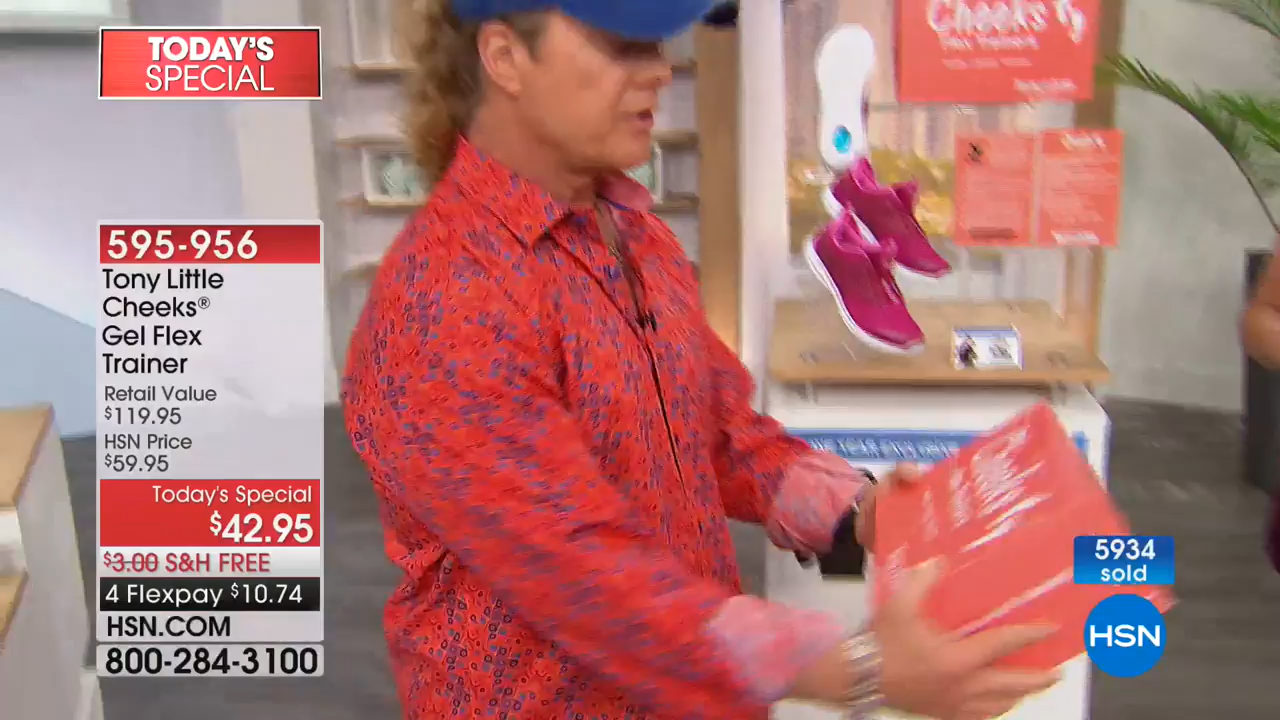 TODAY'S
SPECIAL
595-956
Tony Little
Cheeks®
Gel Flex
Trainer
Retail Value
$119.95
HSN Price
$59.95
Today's Special
$42.95
$3.00 S&H FREE
4 Flexpay $10.74
HSN.COM
800-284-3100
Cheeks
5934
sold
HSN